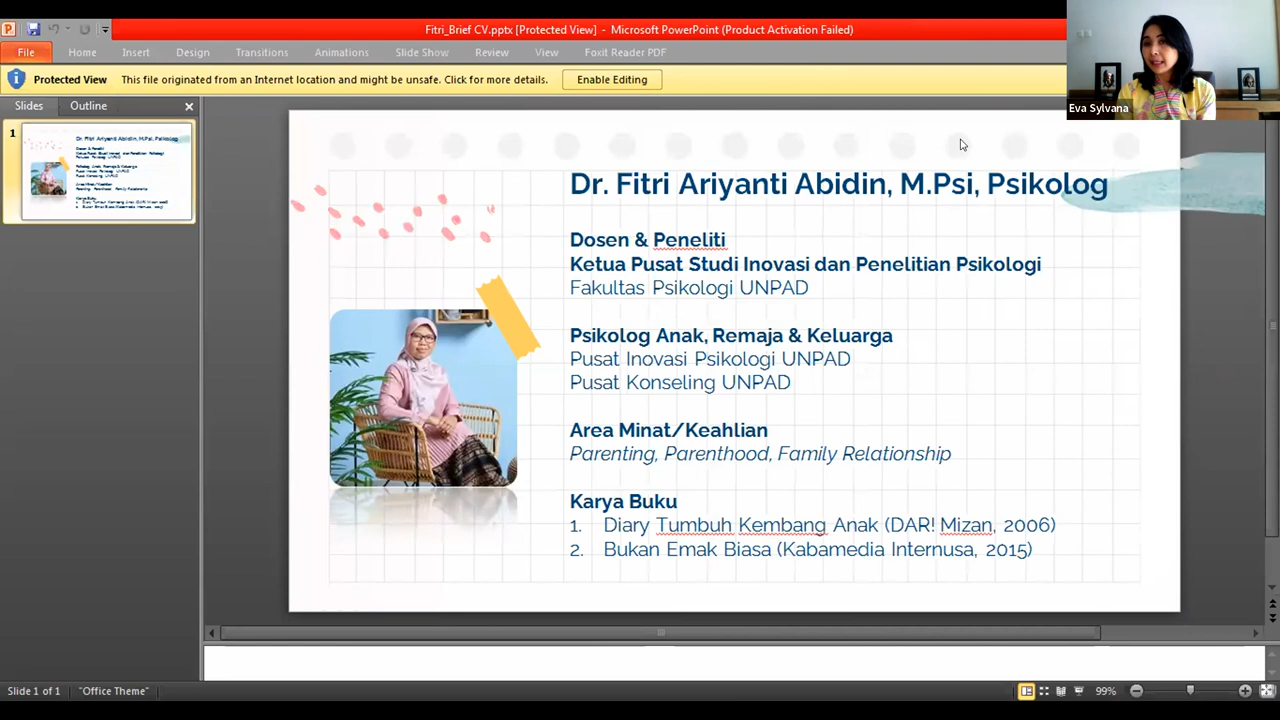 Fitri_Brief CV.pptx [Protected View] - Microsoft PowerPoint (Product Activation Failed)
File Home Insert Design Transitions Animations Slide Show Review View Foxit Reader PDF
Protected View This file originated from an Internet location and might be unsafe. Click for more details. Enable Editing
Eva Sylvana
Slides Outline
1
Dr. Fitri Ariyanti Abidin, M.Psi, Psikolog
Dosen & Peneliti
Ketua Pusat Studi Inovasi dan Penelitian Psikologi
Fakultas Psikologi UNPAD
Psikolog Anak, Remaja & Keluarga
Pusat Inovasi Psikologi UNPAD
Pusat Konseling UNPAD
Area Minat/Keahlian
Parenting, Parenthood, Family Relationship
Karya Buku
1. Diary Tumbuh Kembang Anak (DAR! Mizan, 2006)
2. Bukan Emak Biasa (Kabamedia Internusa, 2015)
Slide 1 of 1 "Office Theme" 99%